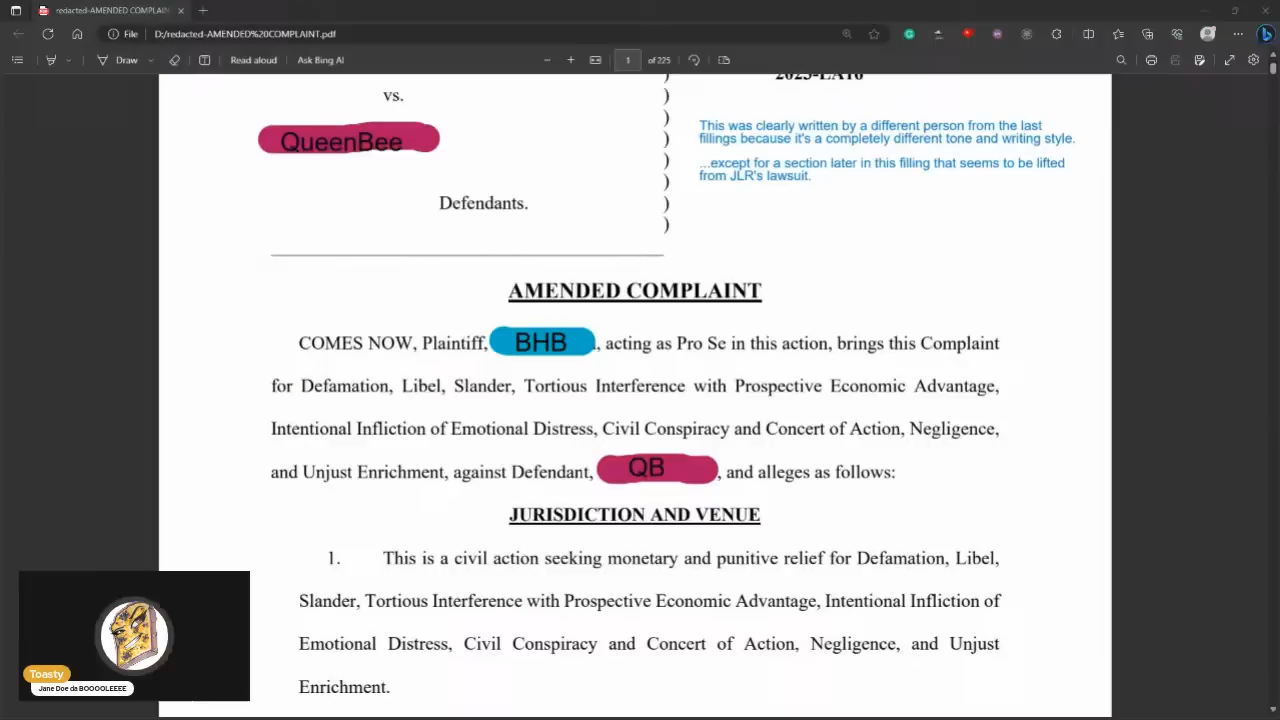 redacted-AMENDED COMPLAINT
File
D:/redacted-AMENDED%20COMPLAINT.pdf
Draw
Read aloud
Ask Bing AI
1
of 225
2023-LA16
vs.
QueenBee
Defendants.
)
)
)
)
)
)
)
)
This was clearly written by a different person from the last
fillings because it's a completely different tone and writing style.
...except for a section later in this filling that seems to be lifted
from JLR's lawsuit.
AMENDED COMPLAINT
COMES NOW, Plaintiff, BHB, acting as Pro Se in this action, brings this Complaint
for Defamation, Libel, Slander, Tortious Interference with Prospective Economic Advantage,
Intentional Infliction of Emotional Distress, Civil Conspiracy and Concert of Action, Negligence,
and Unjust Enrichment, against Defendant, QB, and alleges as follows:
JURISDICTION AND VENUE
1. This is a civil action seeking monetary and punitive relief for Defamation, Libel,
Slander, Tortious Interference with Prospective Economic Advantage, Intentional Infliction of
Emotional Distress, Civil Conspiracy and Concert of Action, Negligence, and Unjust
Enrichment.
Toasty
Jane Doe da BOOOOLEEEE